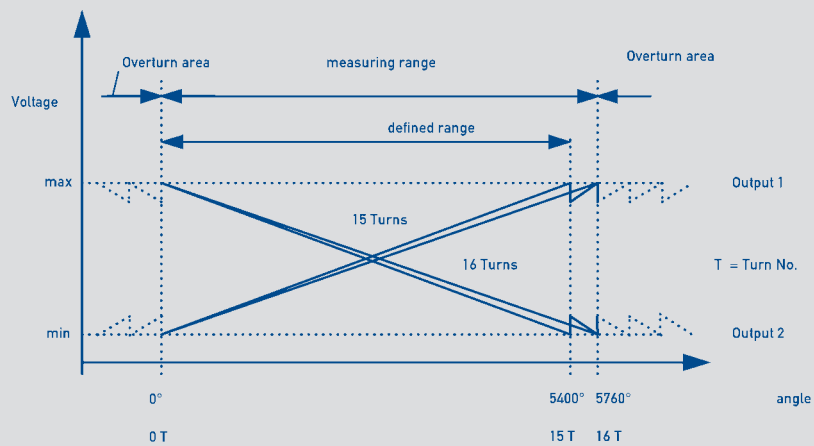 Overturn area
measuring range
Overturn area
Voltage
defined range
max
Output 1
15 Turns
16 Turns
T = Turn No.
min
Output 2
0°
5400°
5760°
angle
0 T
15 T
16 T